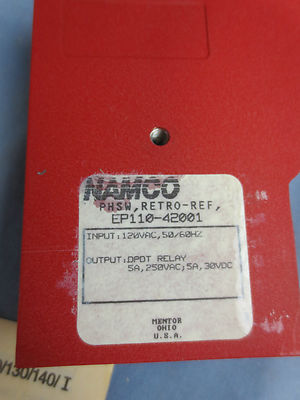 NAMCO
PHSW,RETRO-REF,
EP110-42001
INPUT:120VAC,50/60HZ
OUTPUT:DPDT RELAY
5A,250VAC;5A,30VDC
MENTOR
OHIO
U.S.A.
/130/140/I